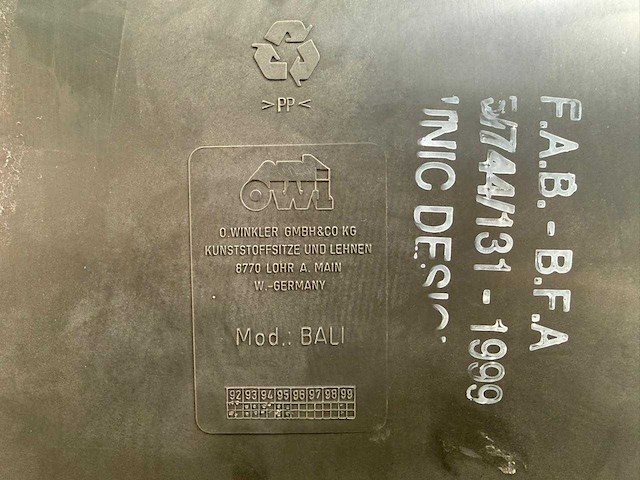 >PP<
owi
O.WINKLER GMBH&CO KG
KUNSTSTOFFSITZE UND LEHNEN
8770 LOHR A. MAIN
W.-GERMANY
Mod.: BALI
92 93 94 95 96 97 98 99
F.A.B. - B.F.A
/744/131 - 1999